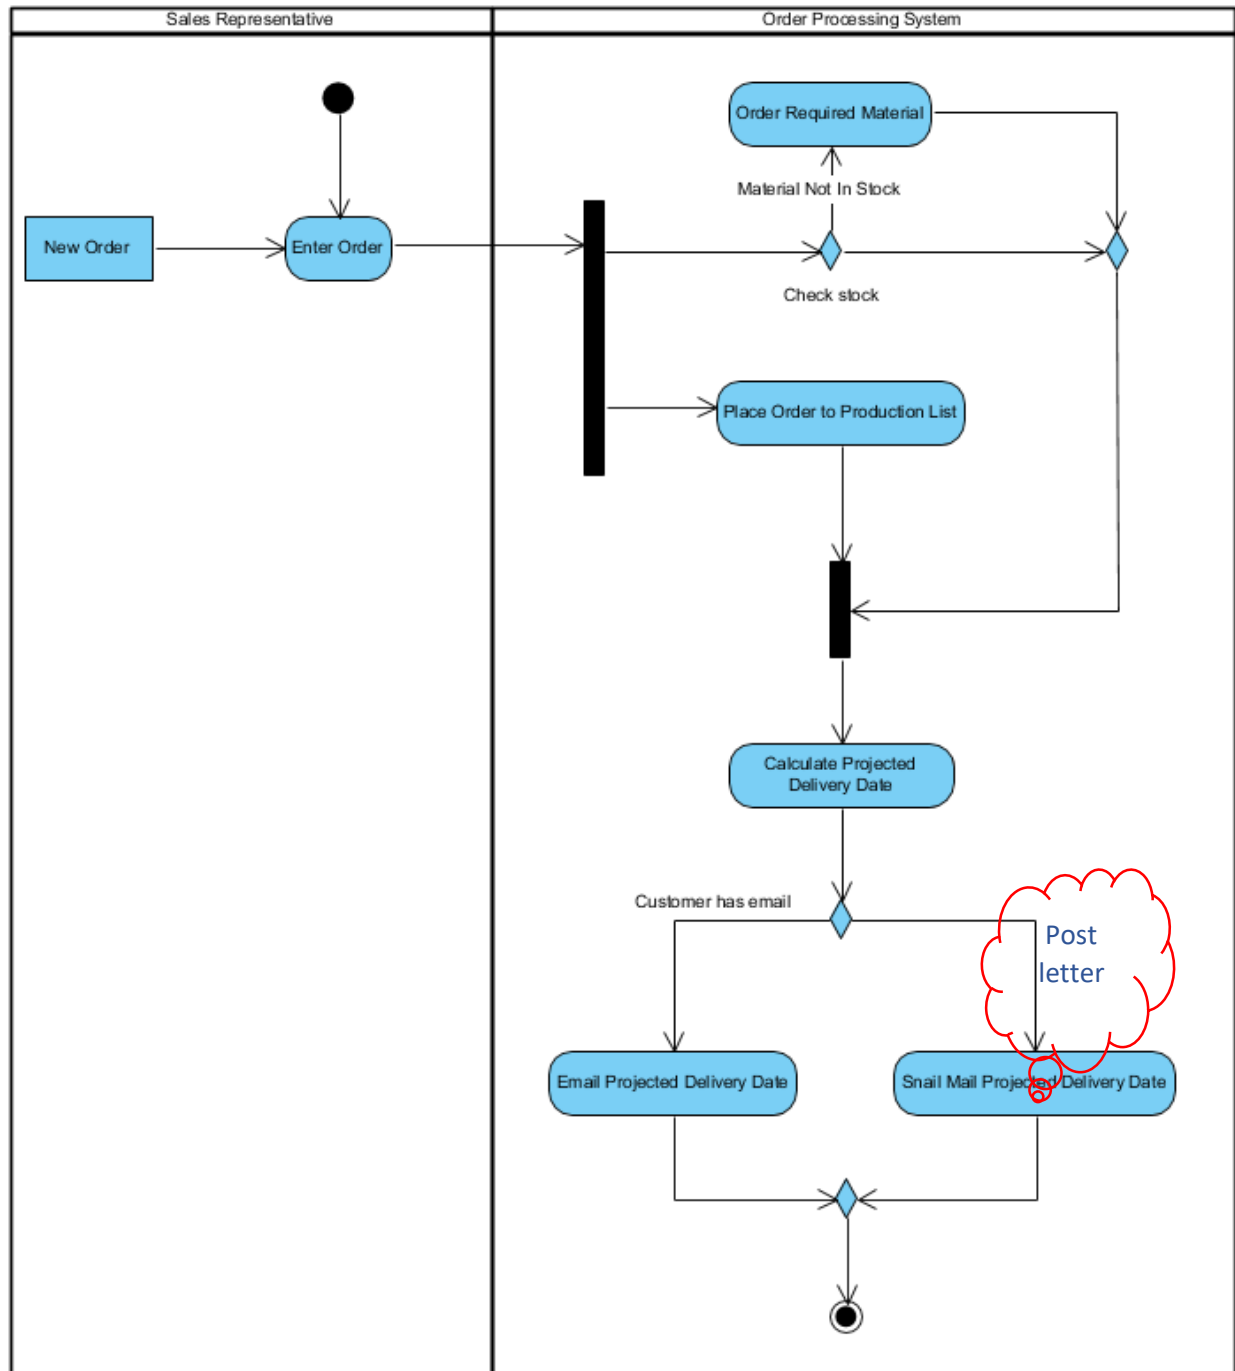 Sales Representative
Order Processing System
Order Required Material
Material Not In Stock
New Order
Enter Order
Check stock
Place Order to Production List
Calculate Projected
Delivery Date
Customer has email
Post
letter
Email Projected Delivery Date
Snail Mail Projected Delivery Date